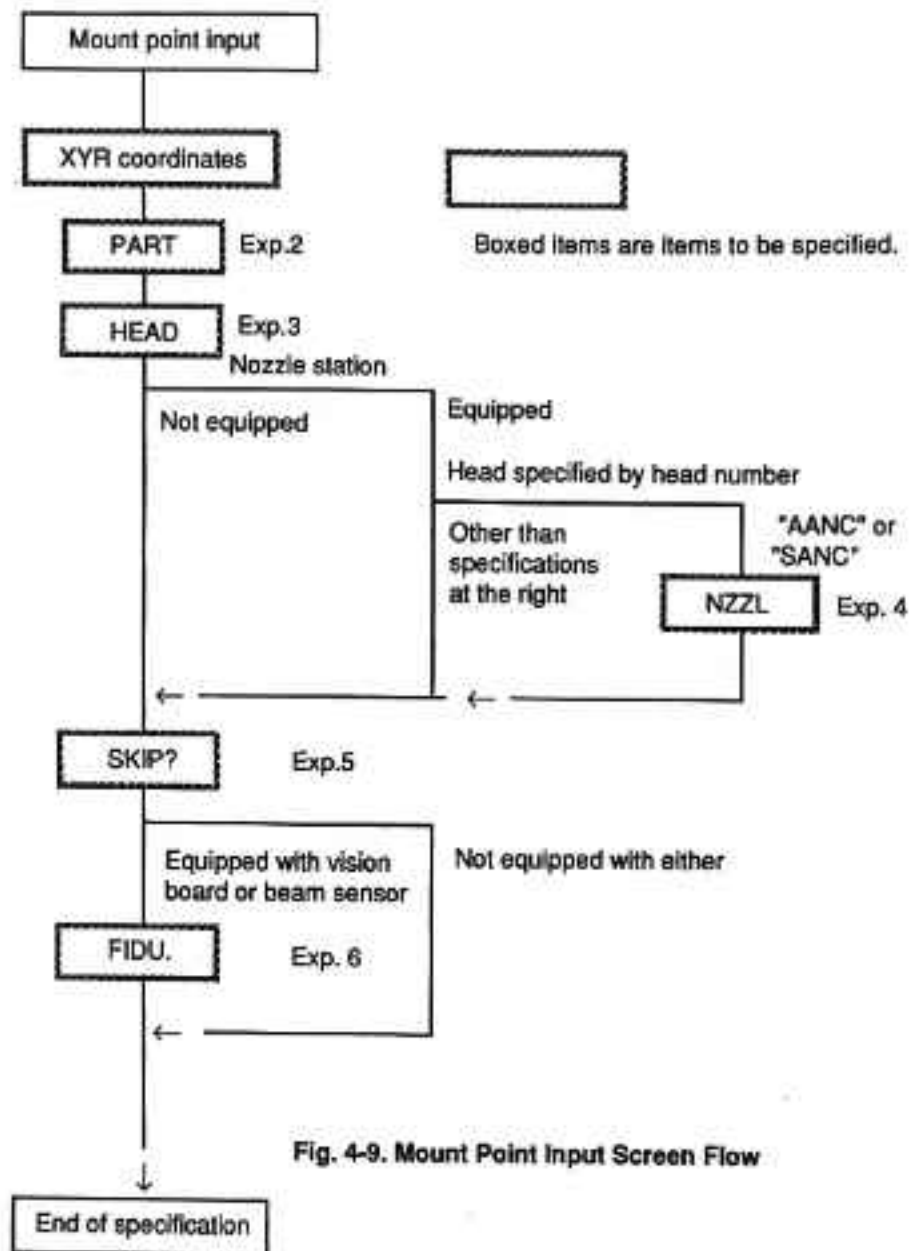 Mount point input
XYR coordinates
PART
Exp.2
Boxed items are items to be specified.
HEAD
Exp.3
Nozzle station
Not equipped
Equipped
Head specified by head number
Other than
specifications
at the right
"AANC" or
"SANC"
NZZL
Exp. 4
SKIP?
Exp.5
Equipped with vision
board or beam sensor
Not equipped with either
FIDU.
Exp. 6
Fig. 4-9. Mount Point Input Screen Flow
End of specification